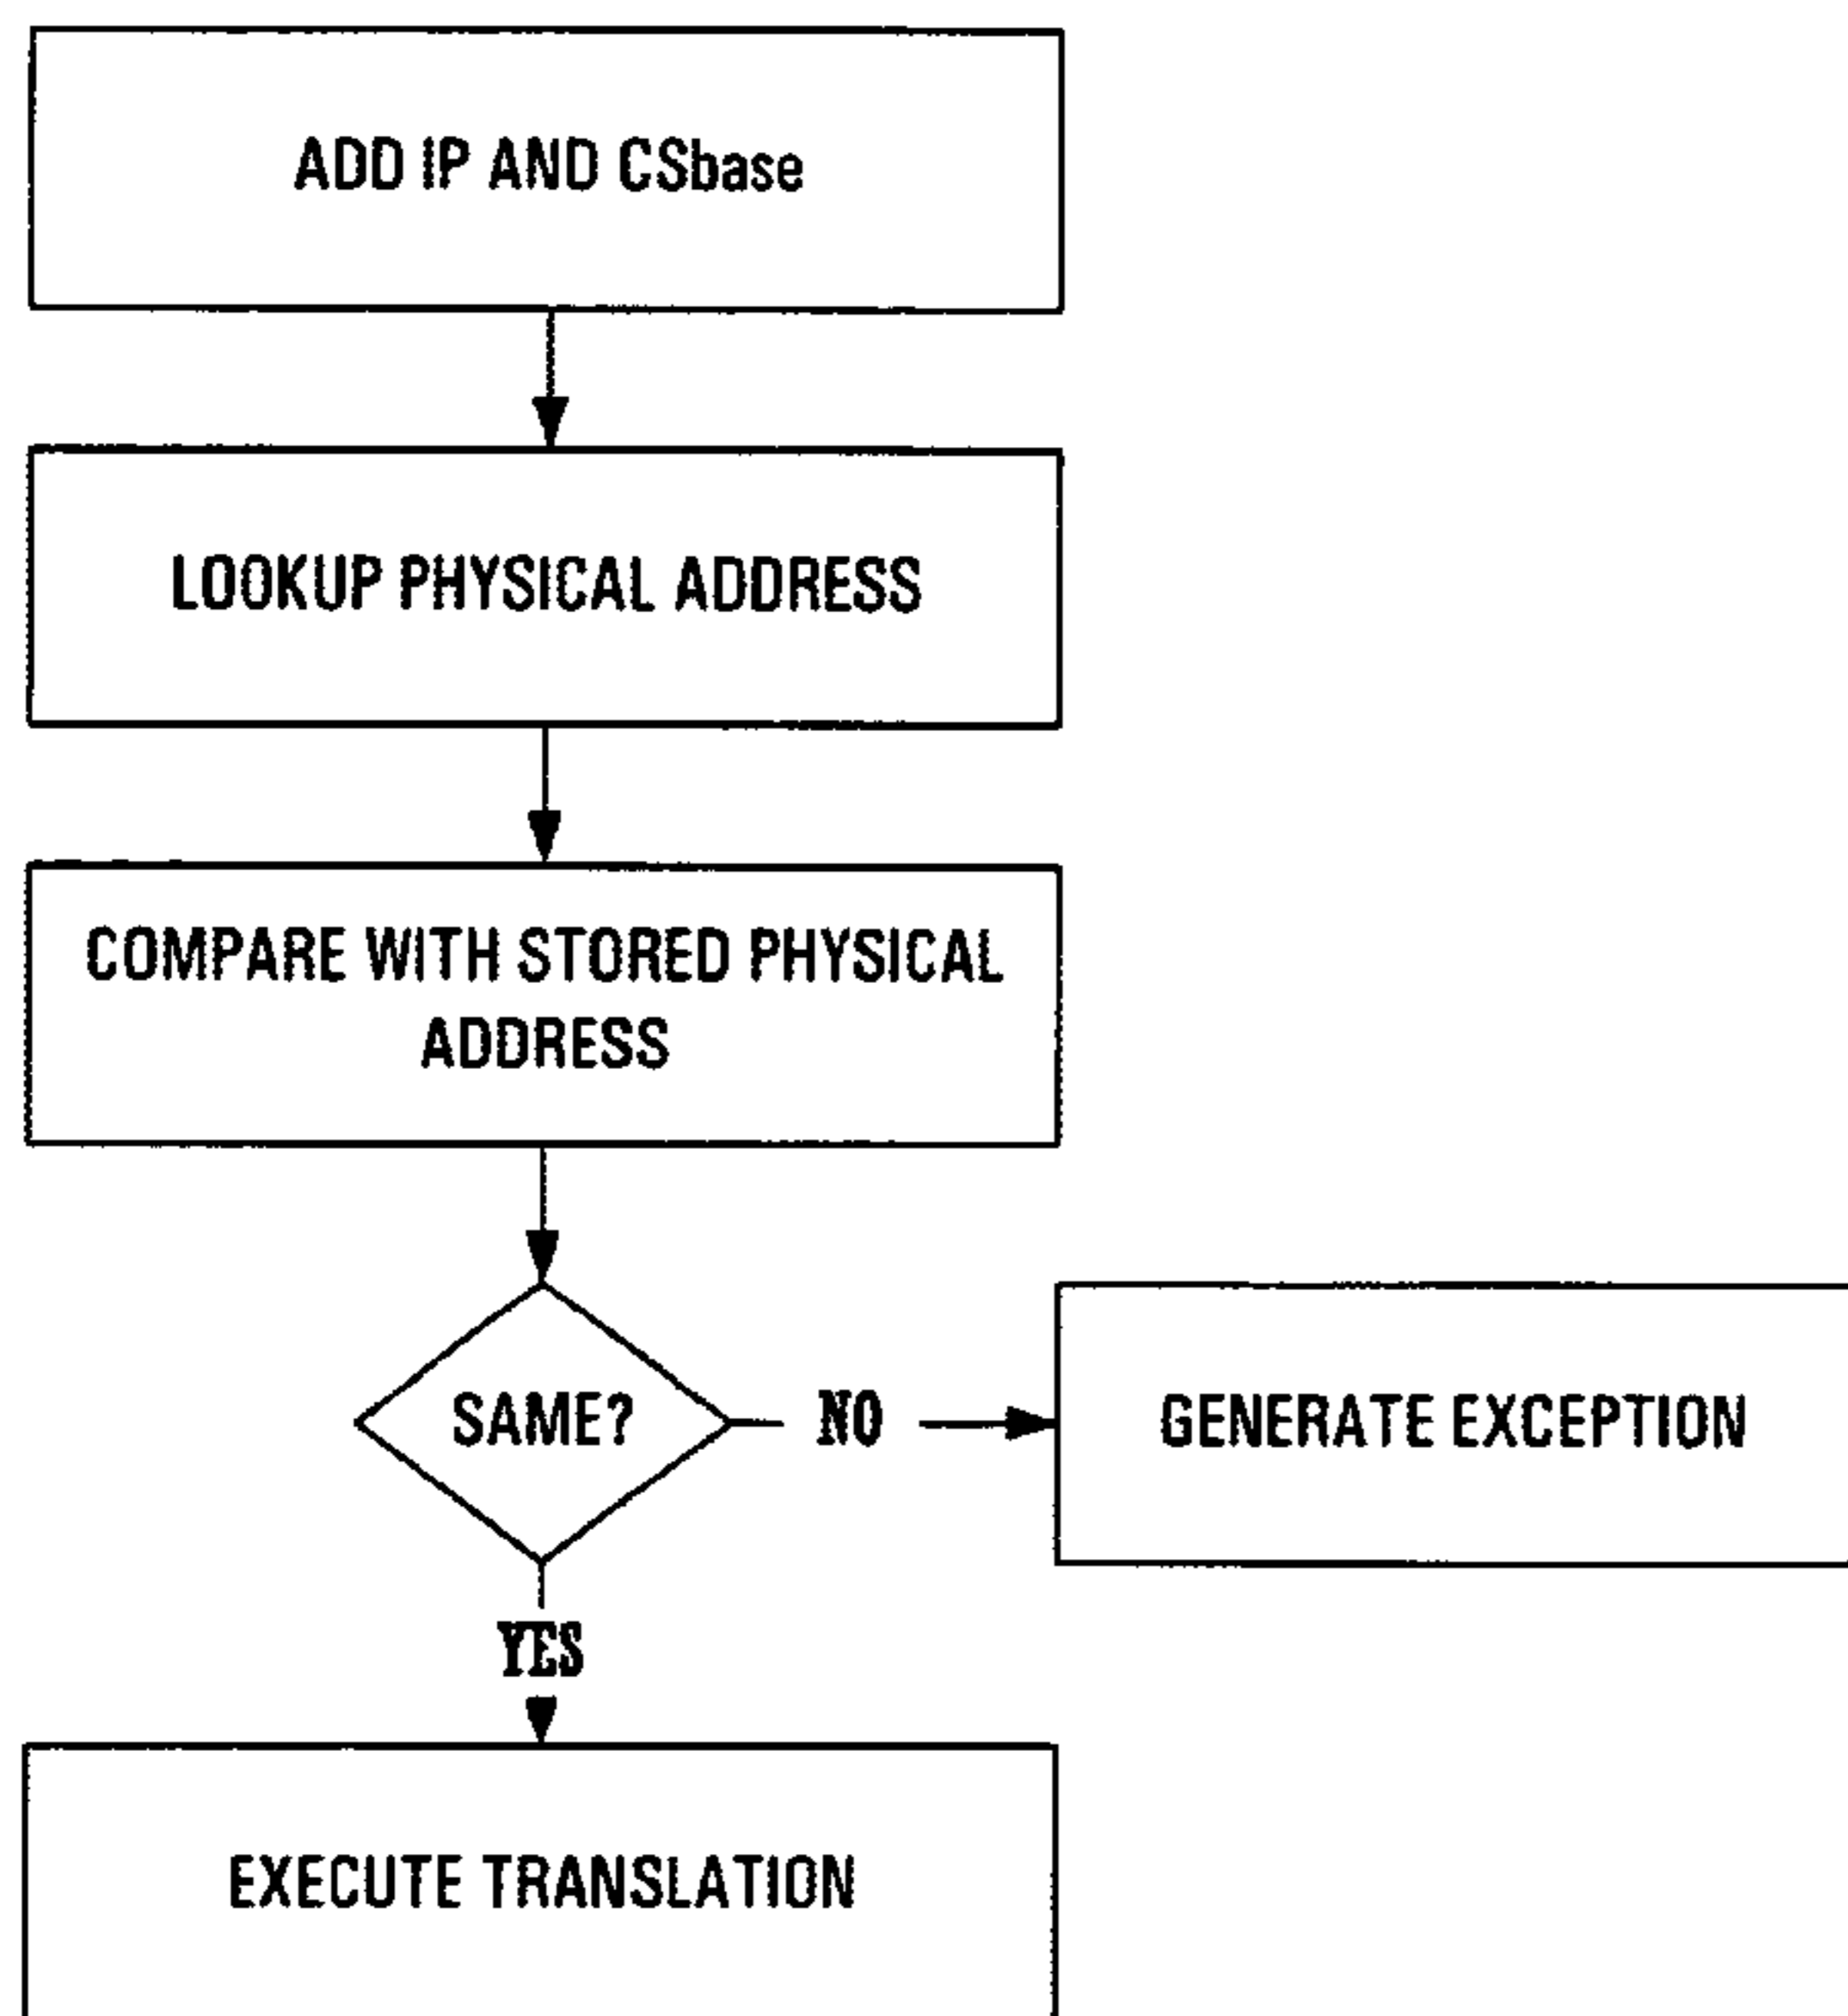 ADD IP AND CSbase
LOOKUP PHYSICAL ADDRESS
COMPARE WITH STORED PHYSICAL
ADDRESS
SAME?
NO
GENERATE EXCEPTION
YES
EXECUTE TRANSLATION